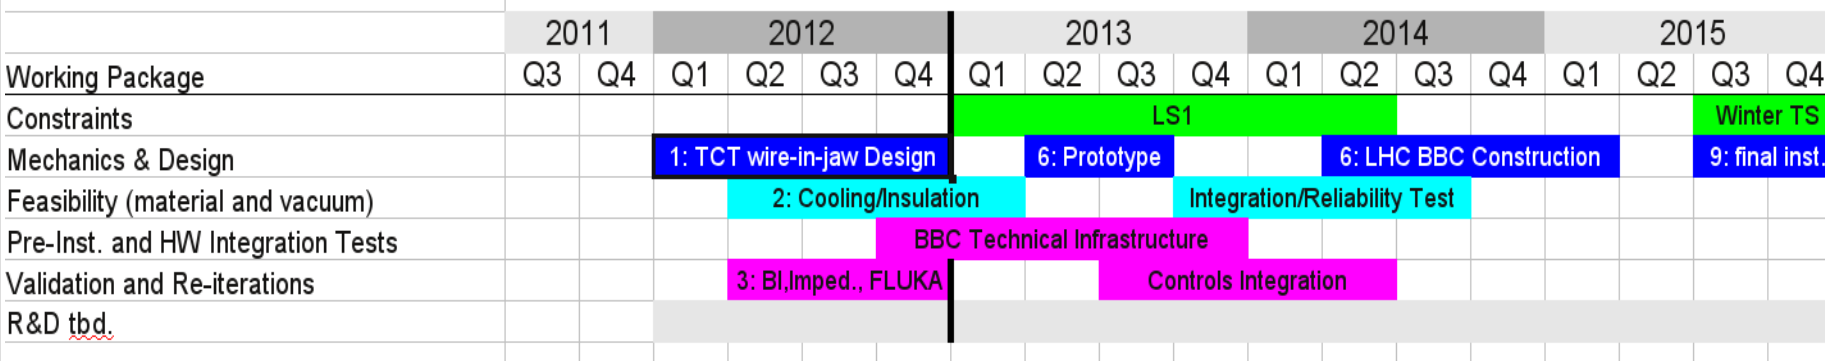 2011 2012 2013 2014 2015
Working Package Q3 Q4 Q1 Q2 Q3 Q4 Q1 Q2 Q3 Q4 Q1 Q2 Q3 Q4 Q1 Q2 Q3 Q4
Constraints LS1 Winter TS
Mechanics & Design 1: TCT wire-in-jaw Design 6: Prototype 6: LHC BBC Construction 9: final inst.
Feasibility (material and vacuum) 2: Cooling/Insulation Integration/Reliability Test
Pre-Inst. and HW Integration Tests BBC Technical Infrastructure
Validation and Re-iterations 3: BI,Imped., FLUKA Controls Integration
R&D tbd.